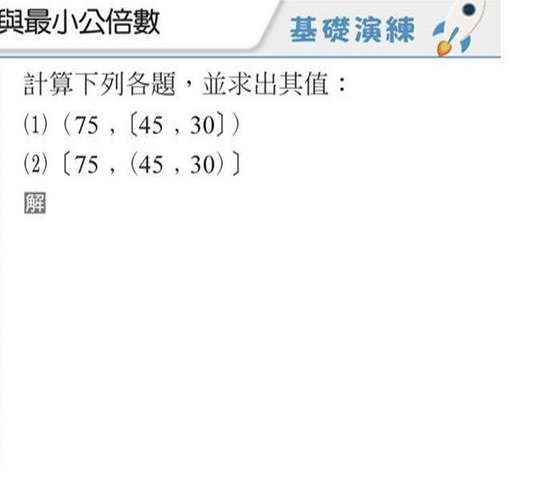 與最小公倍數
基礎演練
計算下列各題，並求出其值：
⑴（75，〔45，30〕）
⑵〔75，（45，30）〕
解